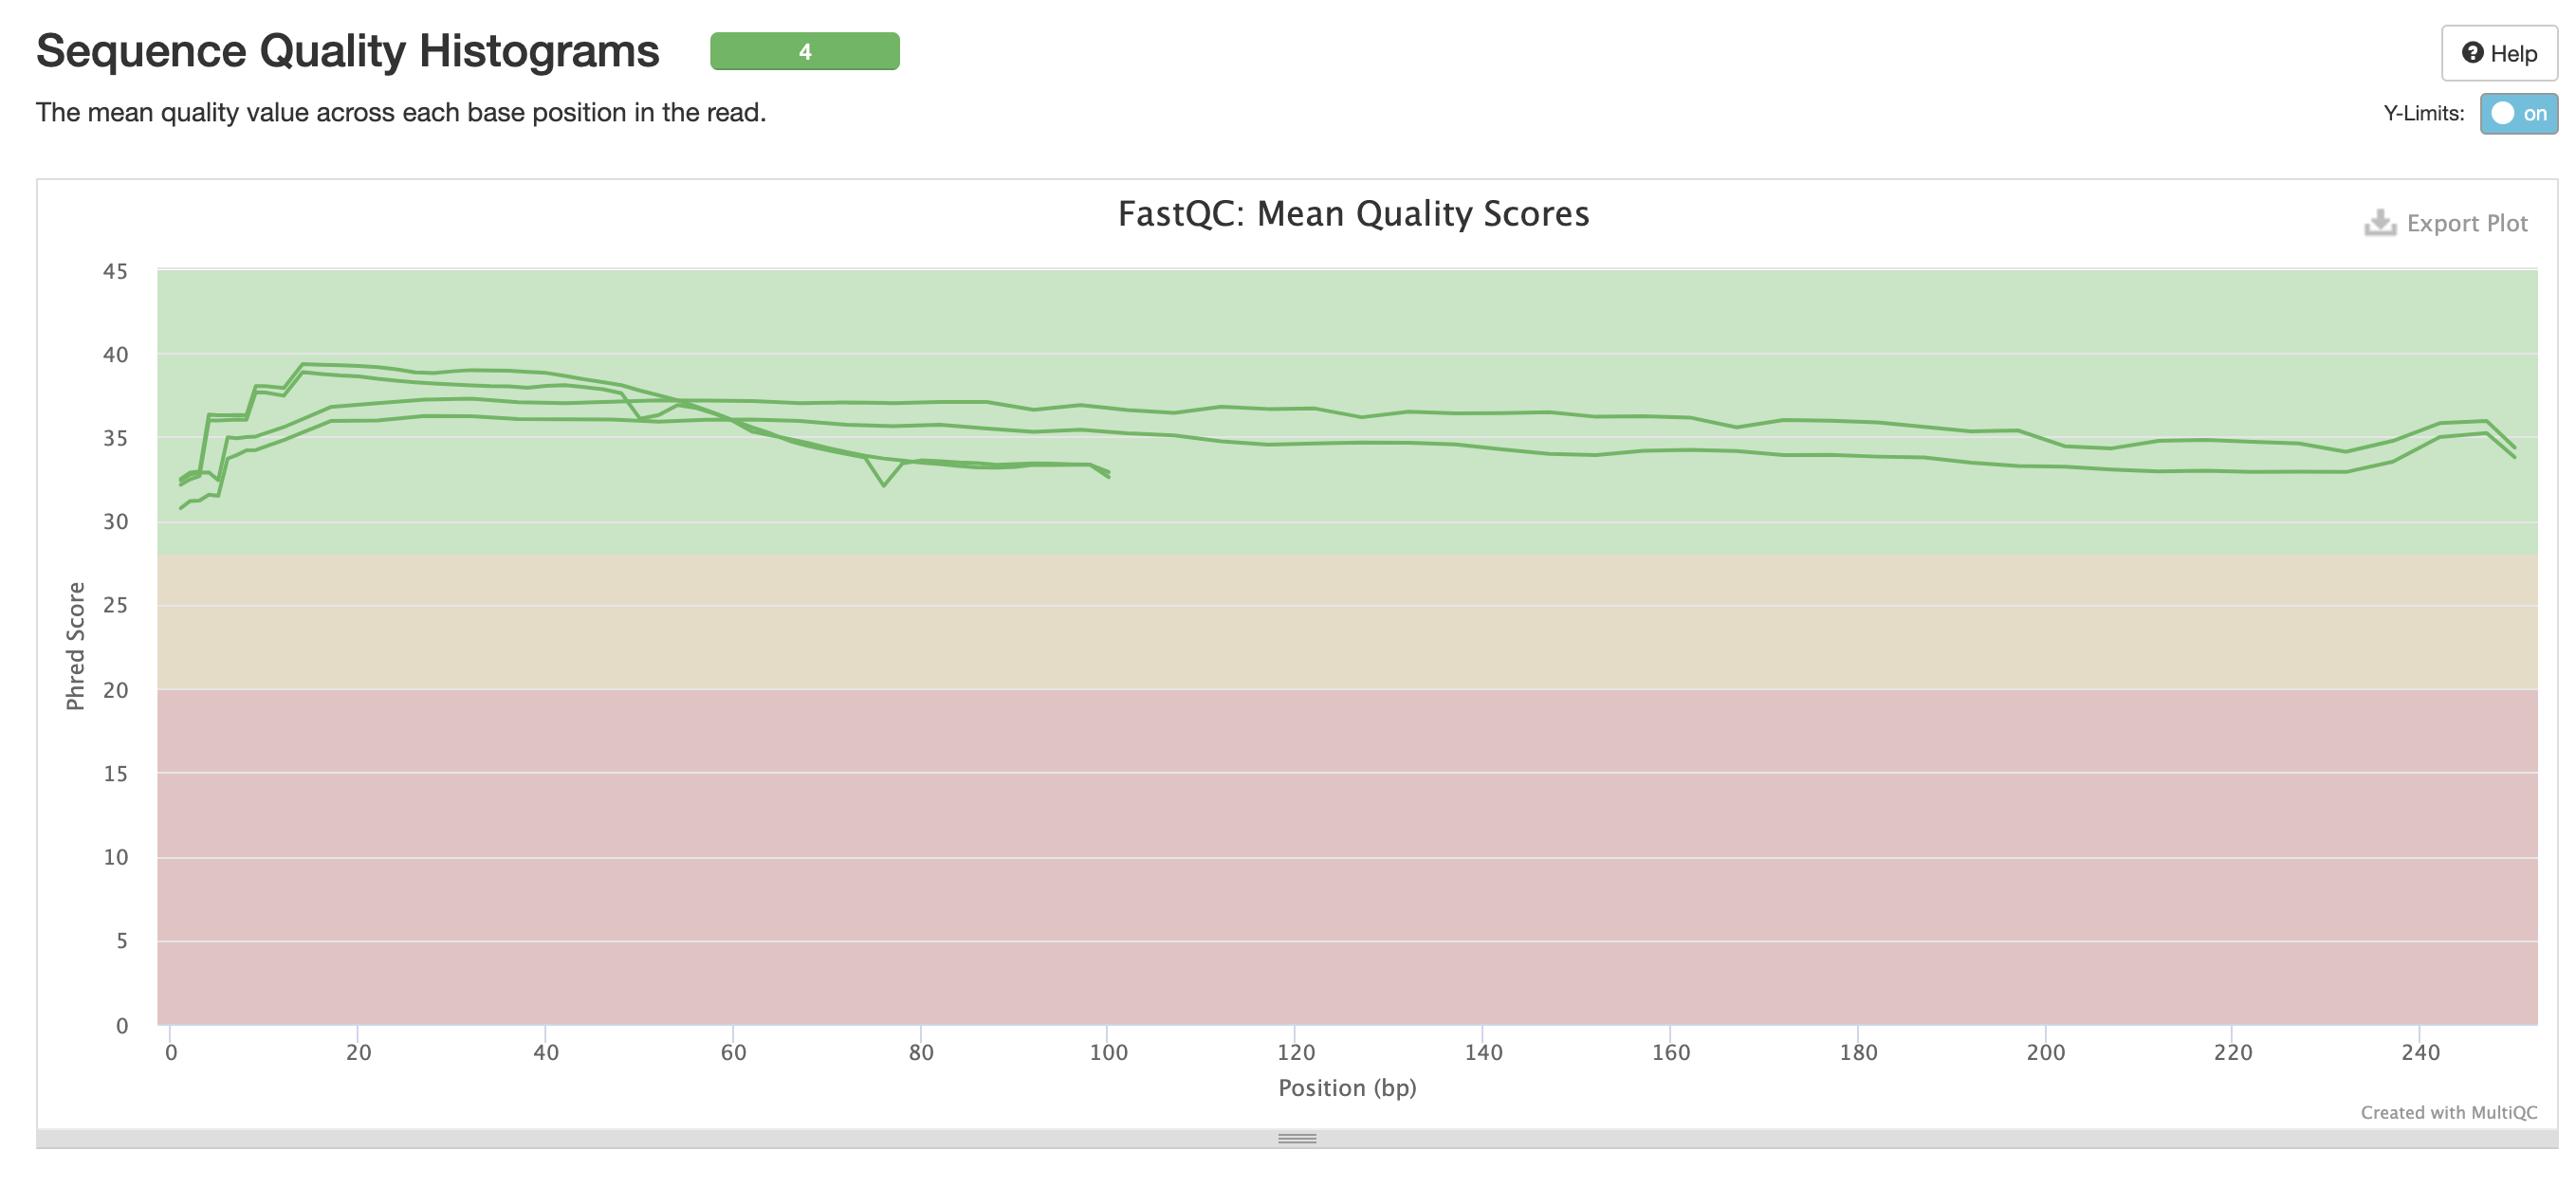 Sequence Quality Histograms 4
Help
The mean quality value across each base position in the read.
Y-Limits: on
FastQC: Mean Quality Scores
Export Plot
45
40
35
30
25
20
15
10
5
0
Phred Score
0 20 40 60 80 100 120 140 160 180 200 220 240
Position (bp)
Created with MultiQC